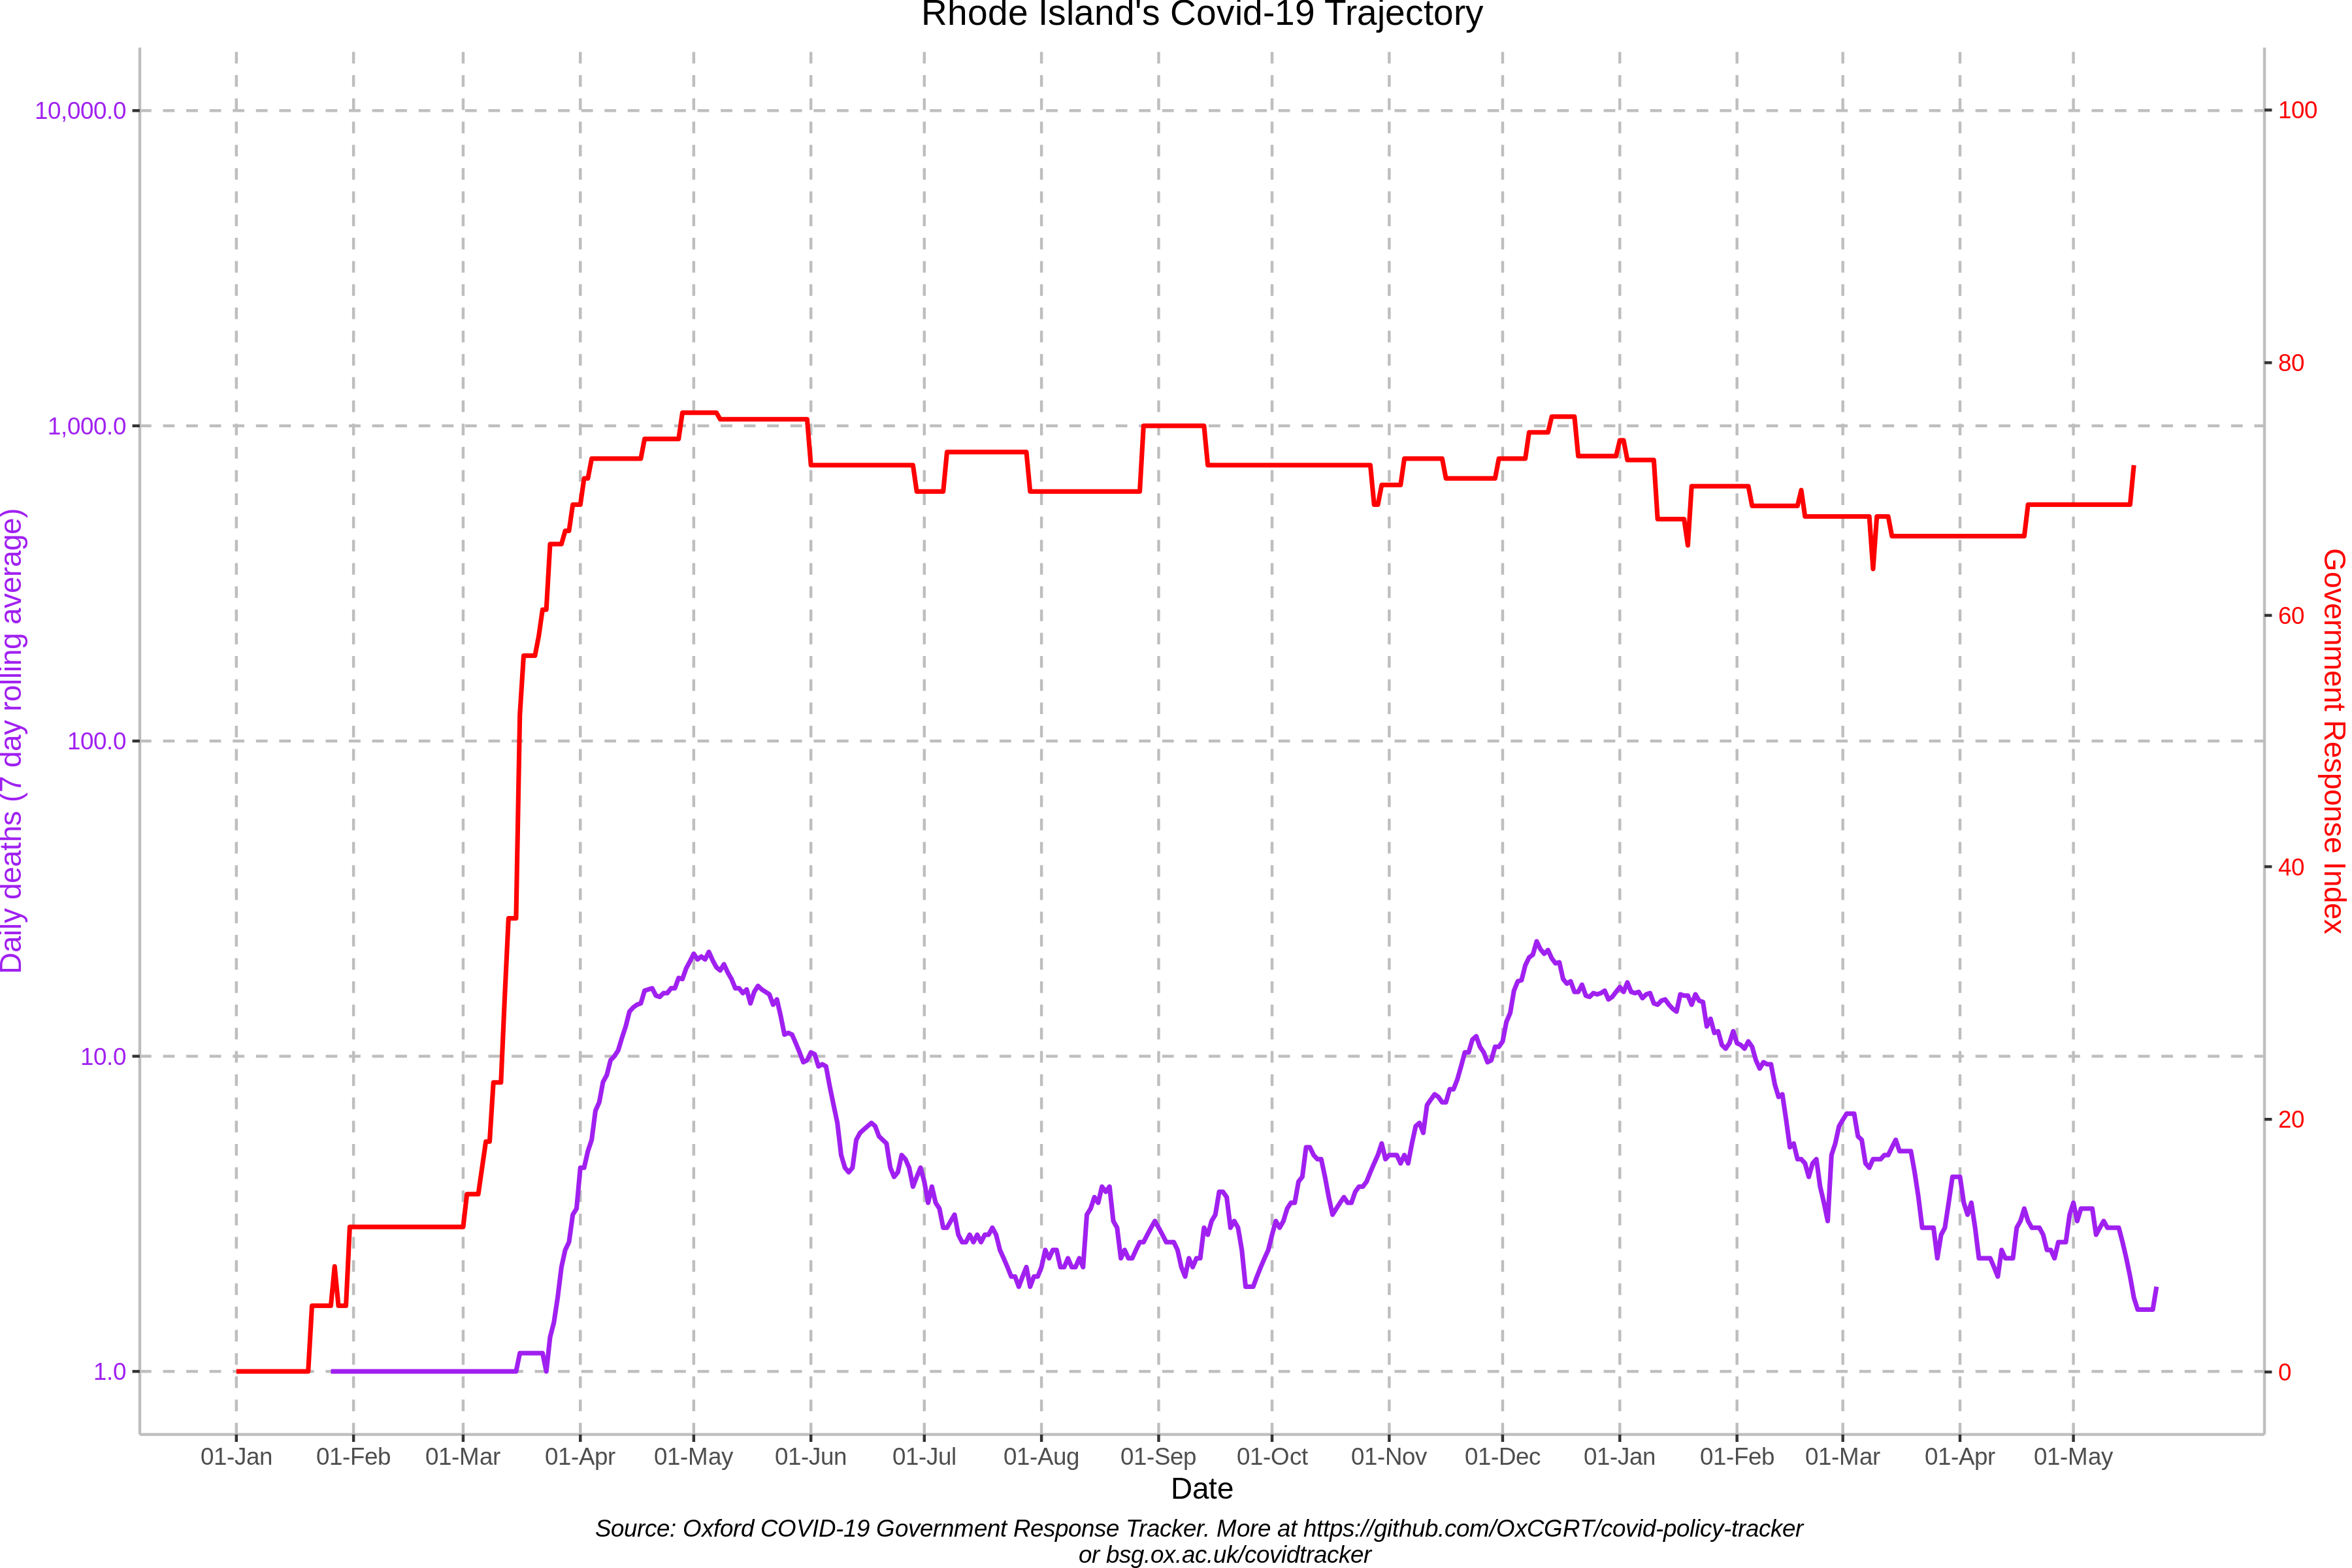 Rhode Island's Covid-19 Trajectory
10,000.0
1,000.0
100.0
10.0
1.0
Daily deaths (7 day rolling average)
100
80
60
40
20
0
Government Response Index
01-Jan 01-Feb 01-Mar 01-Apr 01-May 01-Jun 01-Jul 01-Aug 01-Sep 01-Oct 01-Nov 01-Dec 01-Jan 01-Feb 01-Mar 01-Apr 01-May
Date
Source: Oxford COVID-19 Government Response Tracker. More at https://github.com/OxCGRT/covid-policy-tracker
or bsg.ox.ac.uk/covidtracker